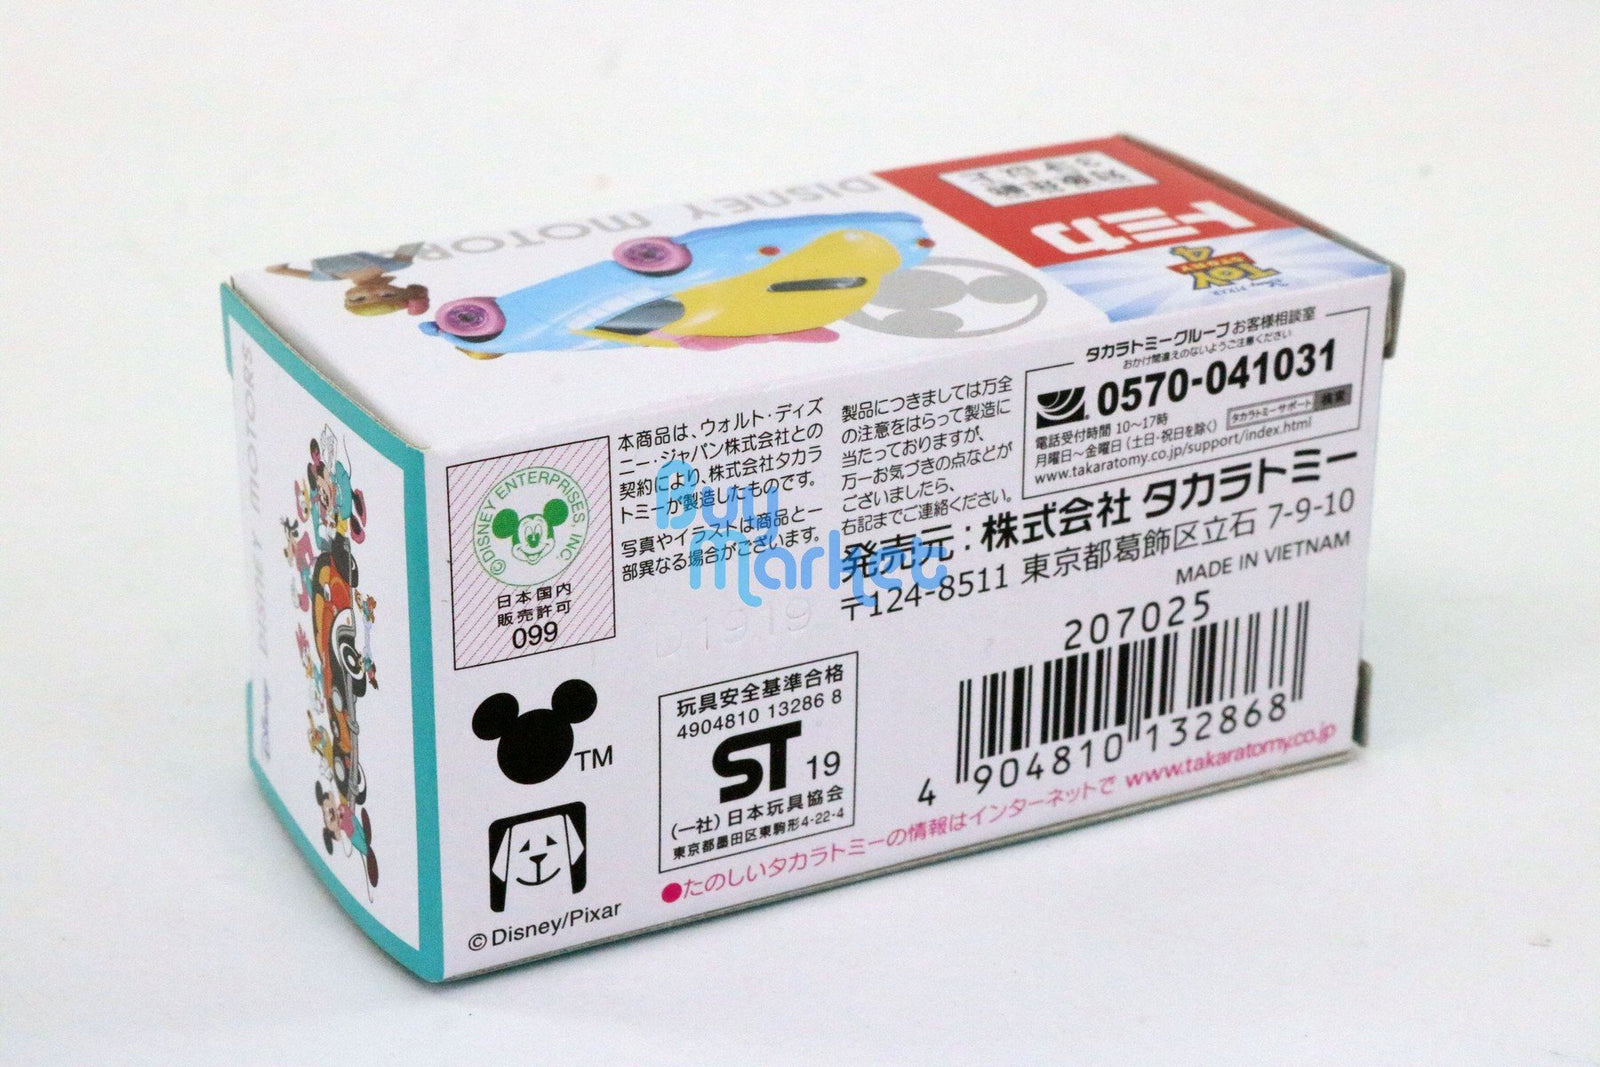 DISNEY MOTORS
トミカ
Disney PIXAR
TOY
STORY
4
DISNEY MOTORS
©DISNEY ENTERPRISES INC.
日本国内
販売許可
099
本商品は、ウォルト・ディズ
ニー・ジャパン株式会社との
契約により、株式会社タカラ
トミーが製造したものです。
写真やイラストは商品と一
部異なる場合がございます。
製品につきましては万全
の注意をはらって製造に
当たっておりますが、
万一お気づきの点などが
ございましたら、
右記までご連絡ください。
タカラトミーグループ お客様相談室
おかけ間違えのないようご注意ください
0570-041031
電話受付時間 10〜17時
月曜日〜金曜日 (土日・祝日を除く)
タカラトミーサポート 検索
www.takaratomy.co.jp/support/index.html
発売元：株式会社 タカラトミー
〒124-8511 東京都葛飾区立石 7-9-10
MADE IN VIETNAM
207025
4 904810 132868
D1919
TM
玩具安全基準合格
4904810 13286 8
ST 19
(一社) 日本玩具協会
東京都墨田区東駒形4-22-4
©Disney/Pixar
●たのしいタカラトミーの情報はインターネットで www.takaratomy.co.jp
Buy
Market